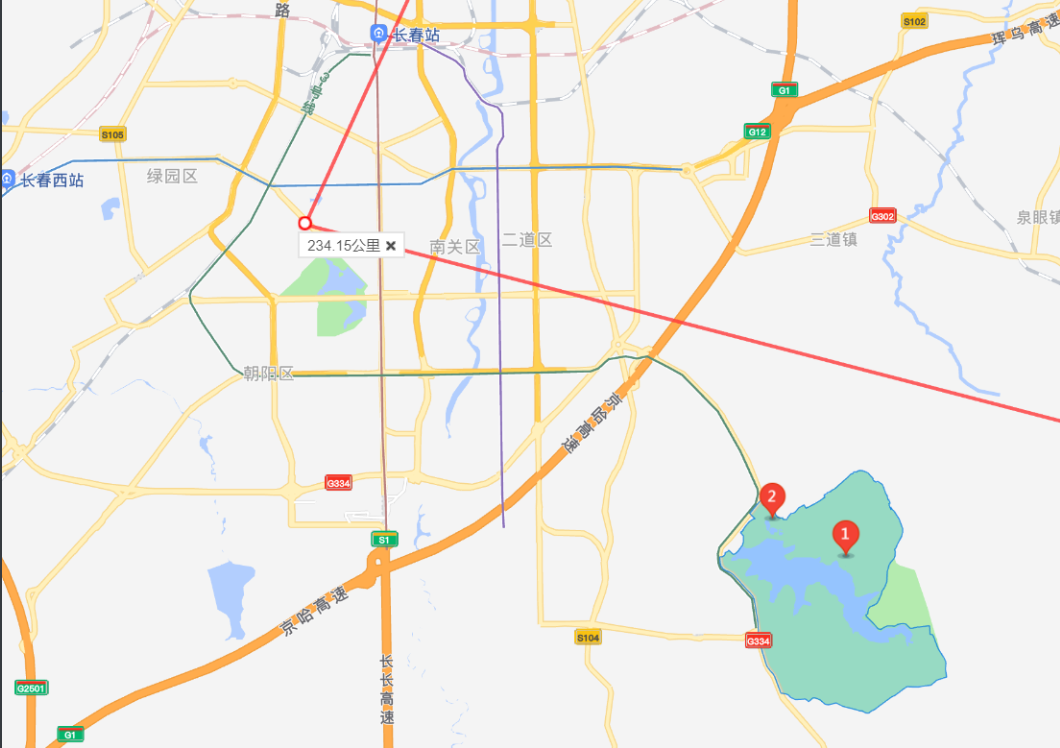 路
长春站
S102
珲乌高速
3号线
G1
G12
S105
绿园区
长春西站
G302
泉眼镇
三道镇
南关区
二道区
234.15公里
朝阳区
京哈高速
G334
2
1
S1
京哈高速
S104
G334
长长高速
G2501
G1